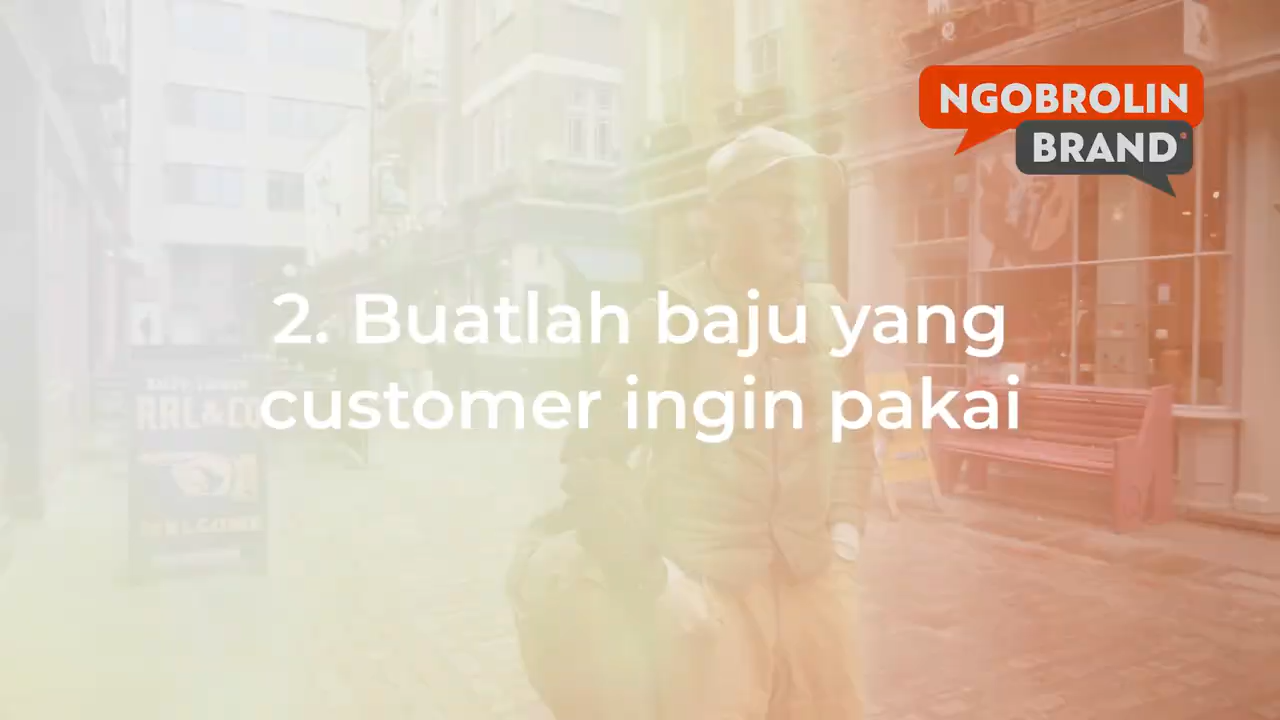 NGOBROLIN
BRAND
2. Buatlah baju yang
customer ingin pakai
RRL&CO